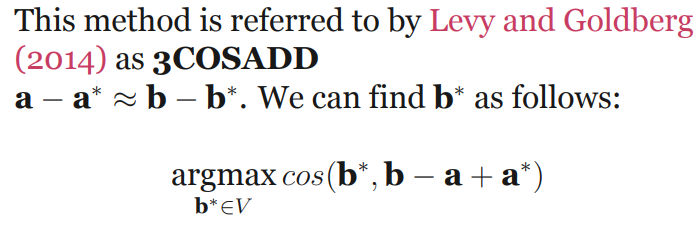 This method is referred to by Levy and Goldberg
(2014) as 3COSADD
a − a* ≈ b − b*. We can find b* as follows:
argmax cos(b*, b − a + a*)
b*∈V